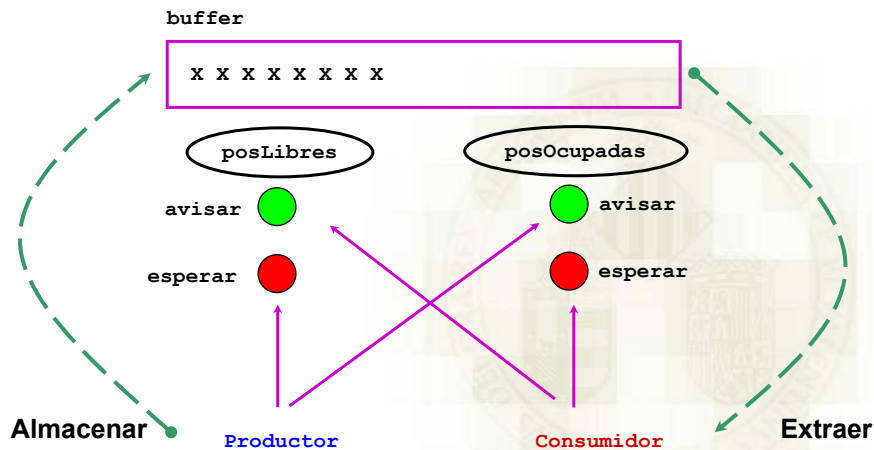 buffer
x x x x x x x x
posLibres posOcupadas
avisar avisar
esperar esperar
Almacenar Productor Consumidor Extraer